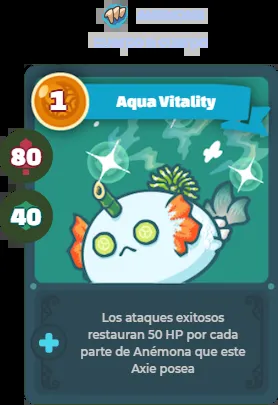 1
Aqua Vitality
80
40
Los ataques exitosos
restauran 50 HP por cada
parte de Anémona que este
Axie posea